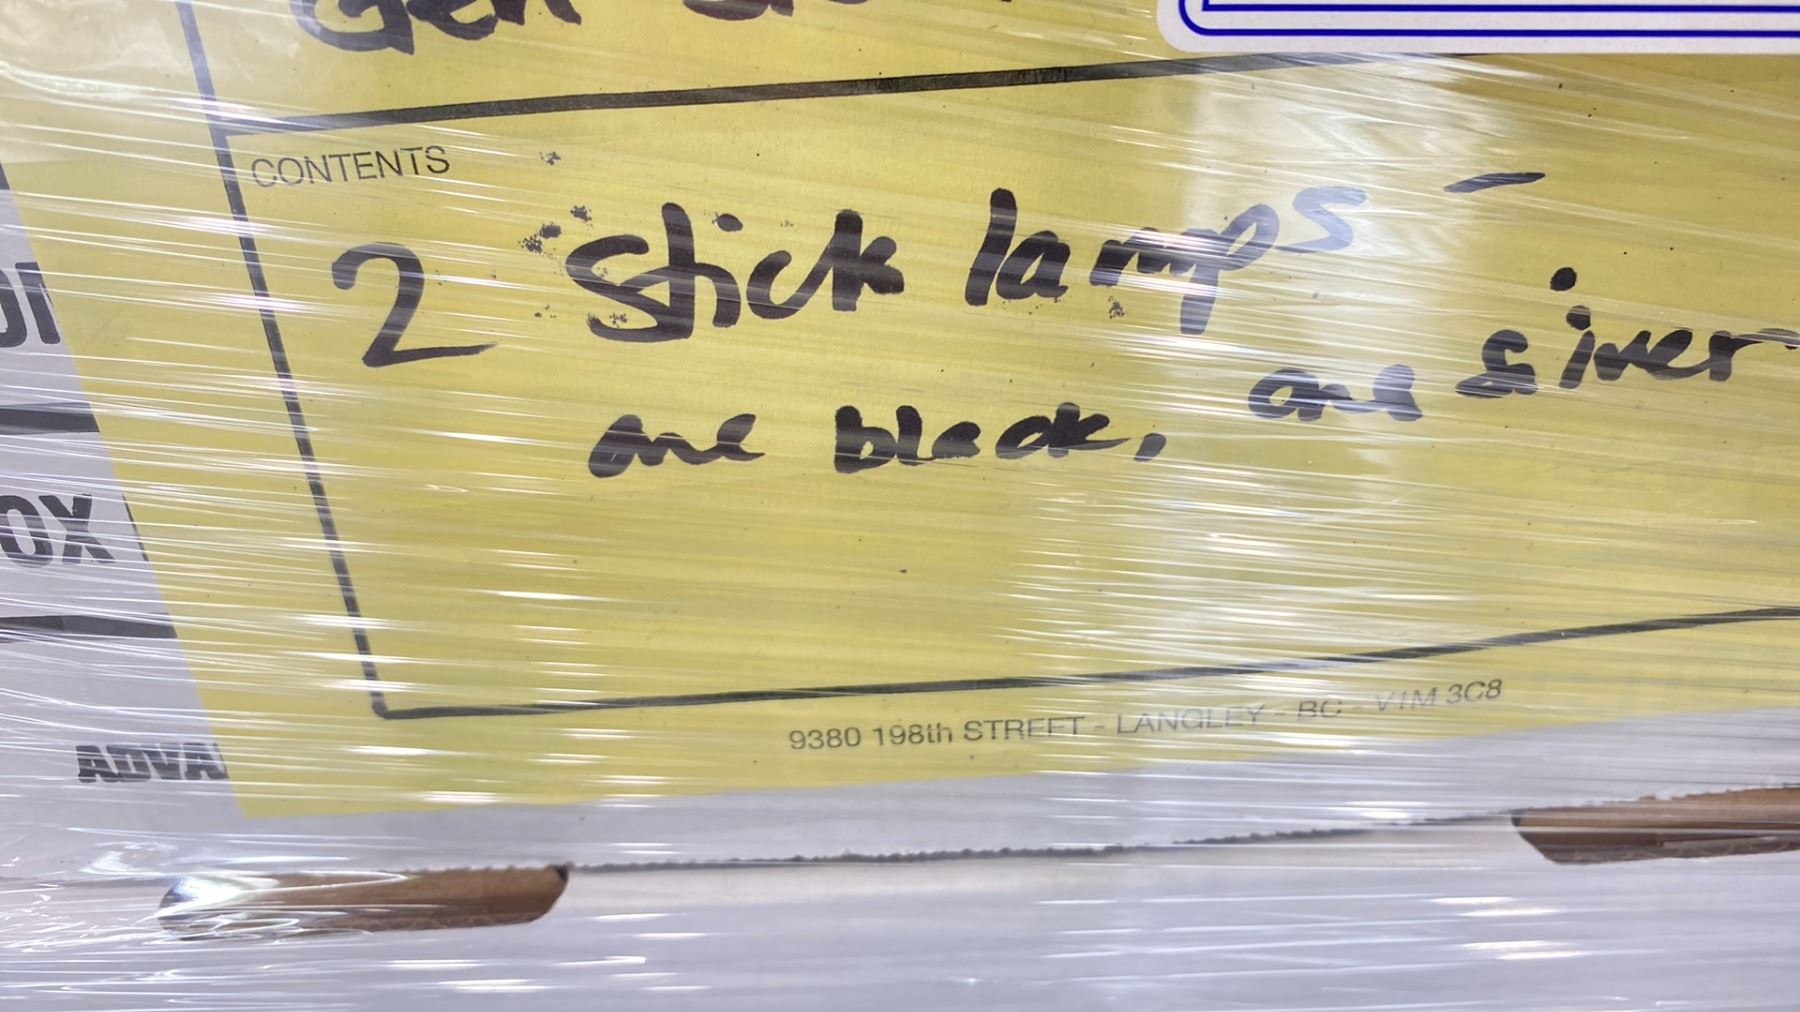 CONTENTS
2 Stick lamps -
one black, one silver
OX
9380 198th STREET - LANGLEY - BC - V1M 3C8
ADVA